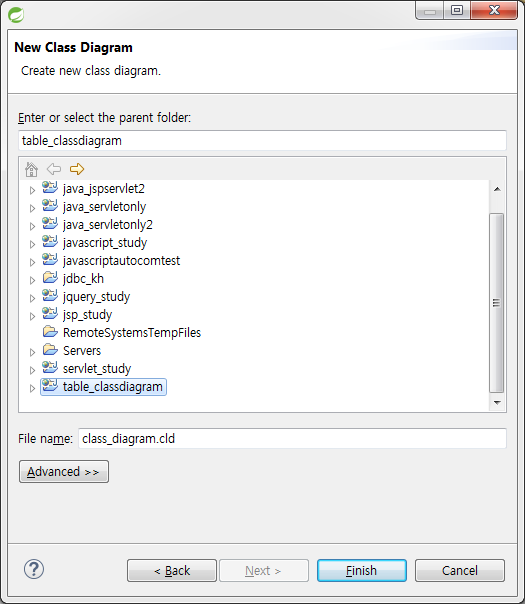 New Class Diagram
Create new class diagram.
Enter or select the parent folder:
table_classdiagram
java_jspservlet2
java_servletonly
java_servletonly2
javascript_study
javascriptautocomtest
jdbc_kh
jquery_study
jsp_study
RemoteSystemsTempFiles
Servers
servlet_study
table_classdiagram
File name: class_diagram.cld
Advanced >>
? < Back Next > Finish Cancel